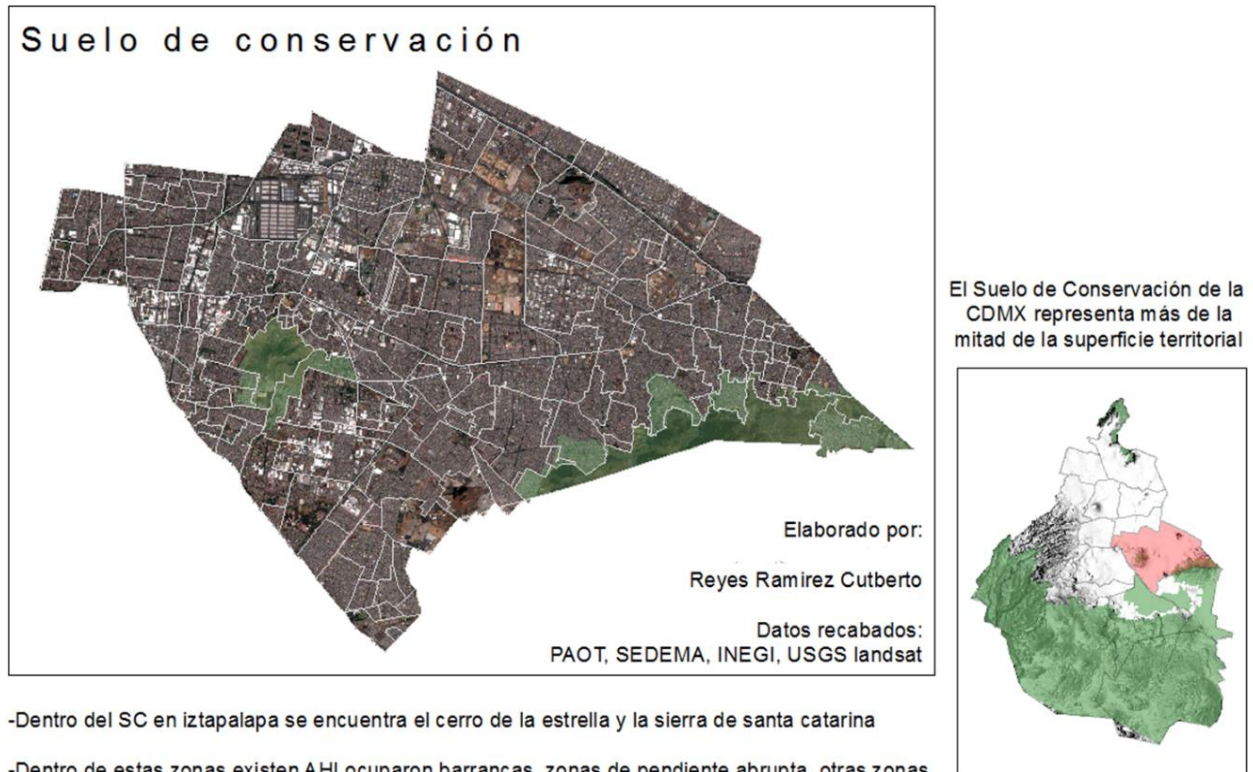 Suelo de conservación
Elaborado por:
Reyes Ramirez Cutberto
Datos recabados:
PAOT, SEDEMA, INEGI, USGS landsat
El Suelo de Conservación de la
CDMX representa más de la
mitad de la superficie territorial
-Dentro del SC en iztapalapa se encuentra el cerro de la estrella y la sierra de santa catarina
-Dentro de estas zonas existen AHI ocuparon barrancas, zonas de pendiente abrupta, otras zonas